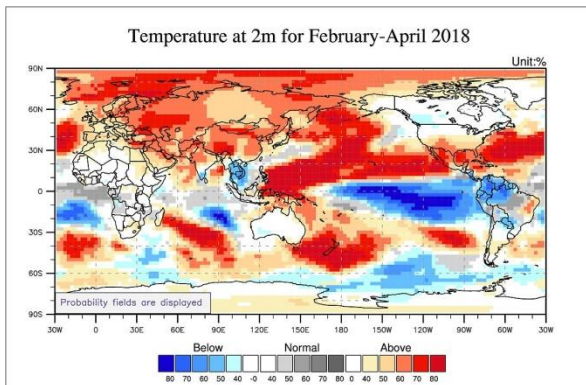 Temperature at 2m for February-April 2018
Unit:%
90N
60N
30N
0
30S
60S
90S
Probability fields are displayed
30W 0 30E 60E 90E 120E 150E 180 150W 120W 90W 60W 30W
Below Normal Above
80 70 60 50 40 -0 40 50 60 70 80 0 40 50 60 70 80